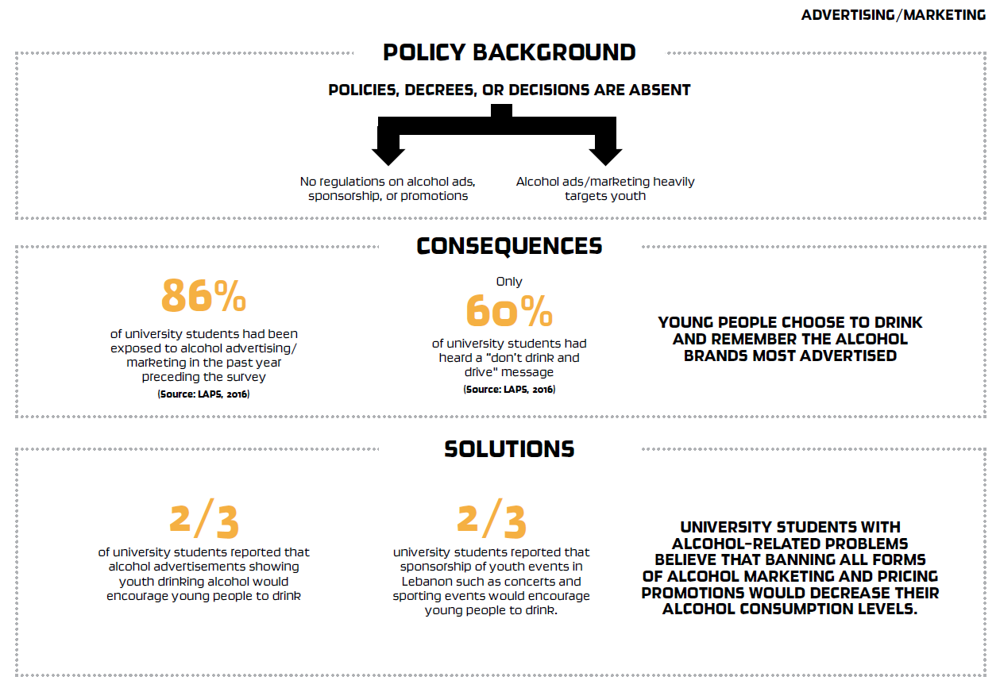 ADVERTISING/MARKETING
POLICY BACKGROUND
POLICIES, DECREES, OR DECISIONS ARE ABSENT
No regulations on alcohol ads,
sponsorship, or promotions
Alcohol ads/marketing heavily
targets youth
CONSEQUENCES
86%
of university students had been
exposed to alcohol advertising/
marketing in the past year
preceding the survey
(Source: LAPS, 2016)
Only
60%
of university students had
heard a "don't drink and
drive" message
(Source: LAPS, 2016)
YOUNG PEOPLE CHOOSE TO DRINK
AND REMEMBER THE ALCOHOL
BRANDS MOST ADVERTISED
SOLUTIONS
2/3
of university students reported that
alcohol advertisements showing
youth drinking alcohol would
encourage young people to drink
2/3
university students reported that
sponsorship of youth events in
Lebanon such as concerts and
sporting events would encourage
young people to drink.
UNIVERSITY STUDENTS WITH
ALCOHOL-RELATED PROBLEMS
BELIEVE THAT BANNING ALL FORMS
OF ALCOHOL MARKETING AND PRICING
PROMOTIONS WOULD DECREASE THEIR
ALCOHOL CONSUMPTION LEVELS.